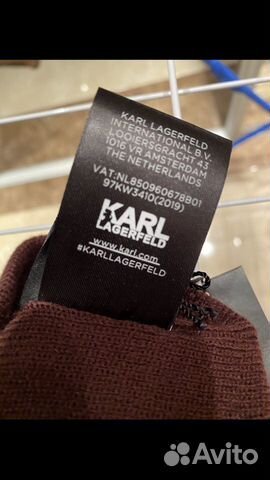 KARL LAGERFELD
INTERNATIONAL B.V.
LOOIERSGRACHT 43
1016 VR AMSTERDAM
THE NETHERLANDS
VAT:NL850960678B01
97KW3410(2019)
KARL
LAGERFELD
www.karl.com
#KARLLAGERFELD
Avito